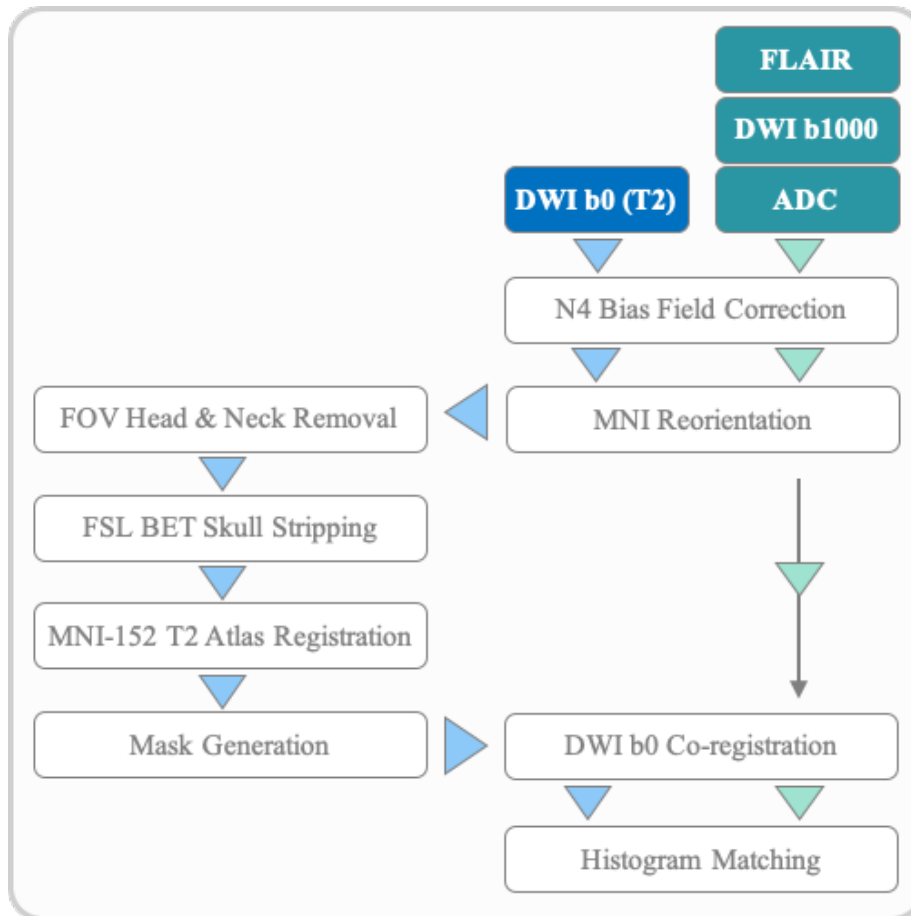 FLAIR
DWI b1000
DWI b0 (T2)
ADC
N4 Bias Field Correction
FOV Head & Neck Removal
MNI Reorientation
FSL BET Skull Stripping
MNI-152 T2 Atlas Registration
Mask Generation
DWI b0 Co-registration
Histogram Matching